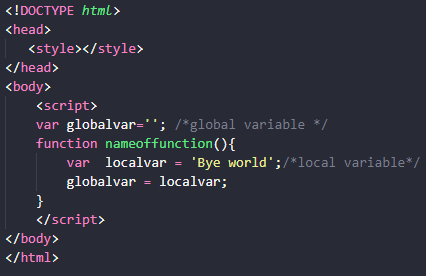 <!DOCTYPE html>
<head>
<style></style>
</head>
<body>
<script>
var globalvar=''; /*global variable */
function nameoffunction(){
var  localvar = 'Bye world';/*local variable*/
globalvar = localvar;
}
</script>
</body>
</html>